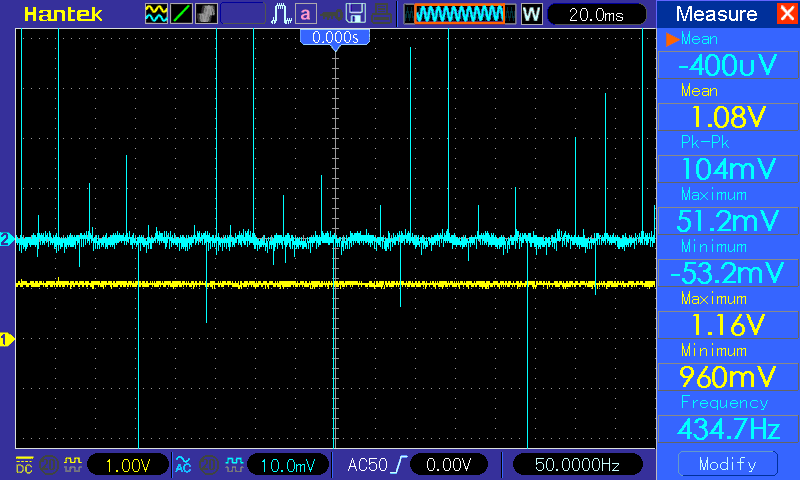 Hantek a W 20.0ms Measure
0.000s
Mean
-400uV
Mean
1.08V
Pk-Pk
104mV
Maximum
51.2mV
Minimum
-53.2mV
Maximum
1.16V
Minimum
960mV
Frequency
434.7Hz
Modify
2
1
DC 1.00V AC 10.0mV AC50 0.00V 50.0000Hz